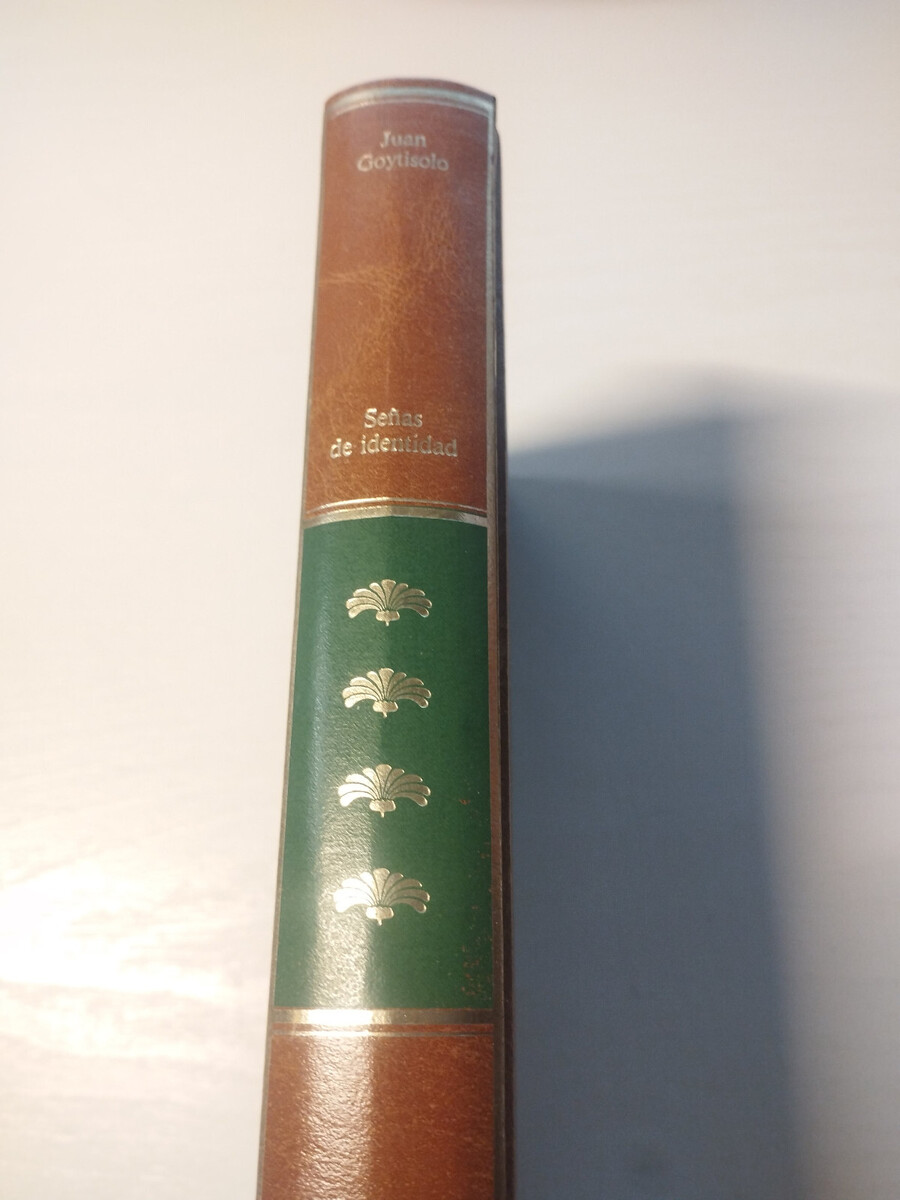 Juan
Goytisolo
Señas
de identidad